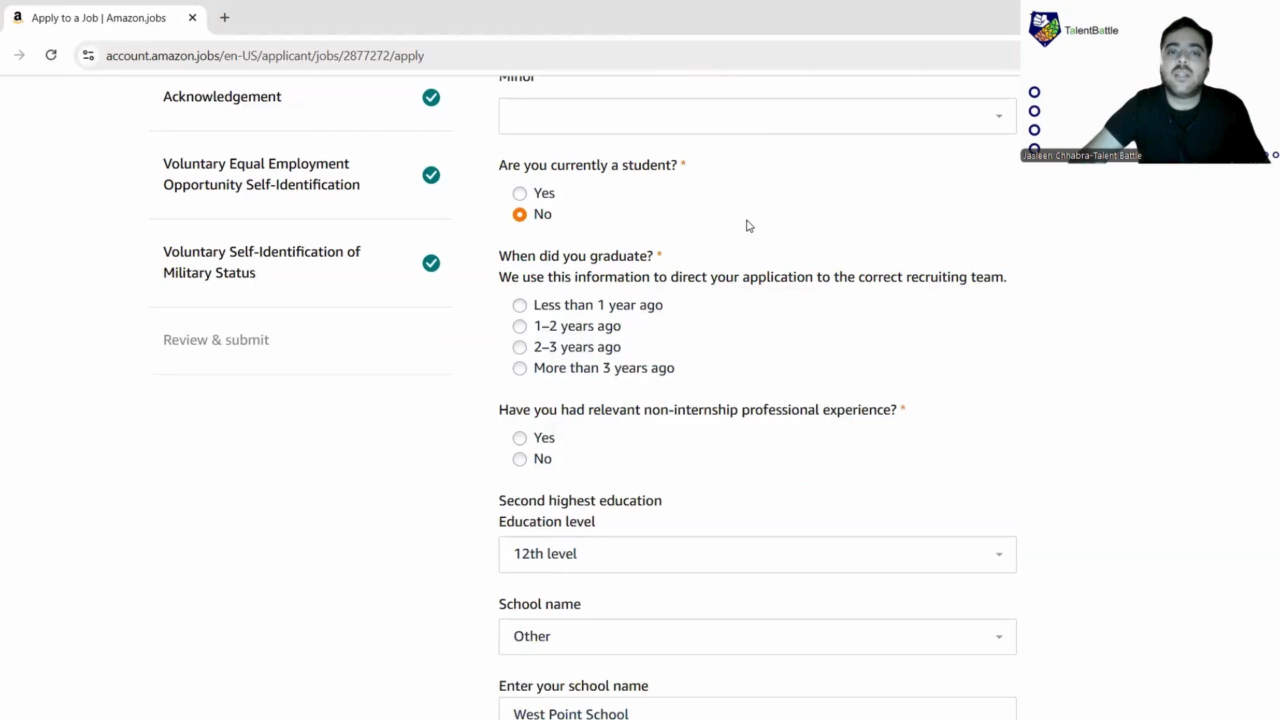 Apply to a Job | Amazon.jobs
account.amazon.jobs/en-US/applicant/jobs/2877272/apply
TalentBattle
Jasleen Chhabra-Talent Battle
Acknowledgement
Voluntary Equal Employment
Opportunity Self-Identification
Voluntary Self-Identification of
Military Status
Review & submit
Minor
Are you currently a student? *
Yes
No
When did you graduate? *
We use this information to direct your application to the correct recruiting team.
Less than 1 year ago
1–2 years ago
2–3 years ago
More than 3 years ago
Have you had relevant non-internship professional experience? *
Yes
No
Second highest education
Education level
12th level
School name
Other
Enter your school name
West Point School